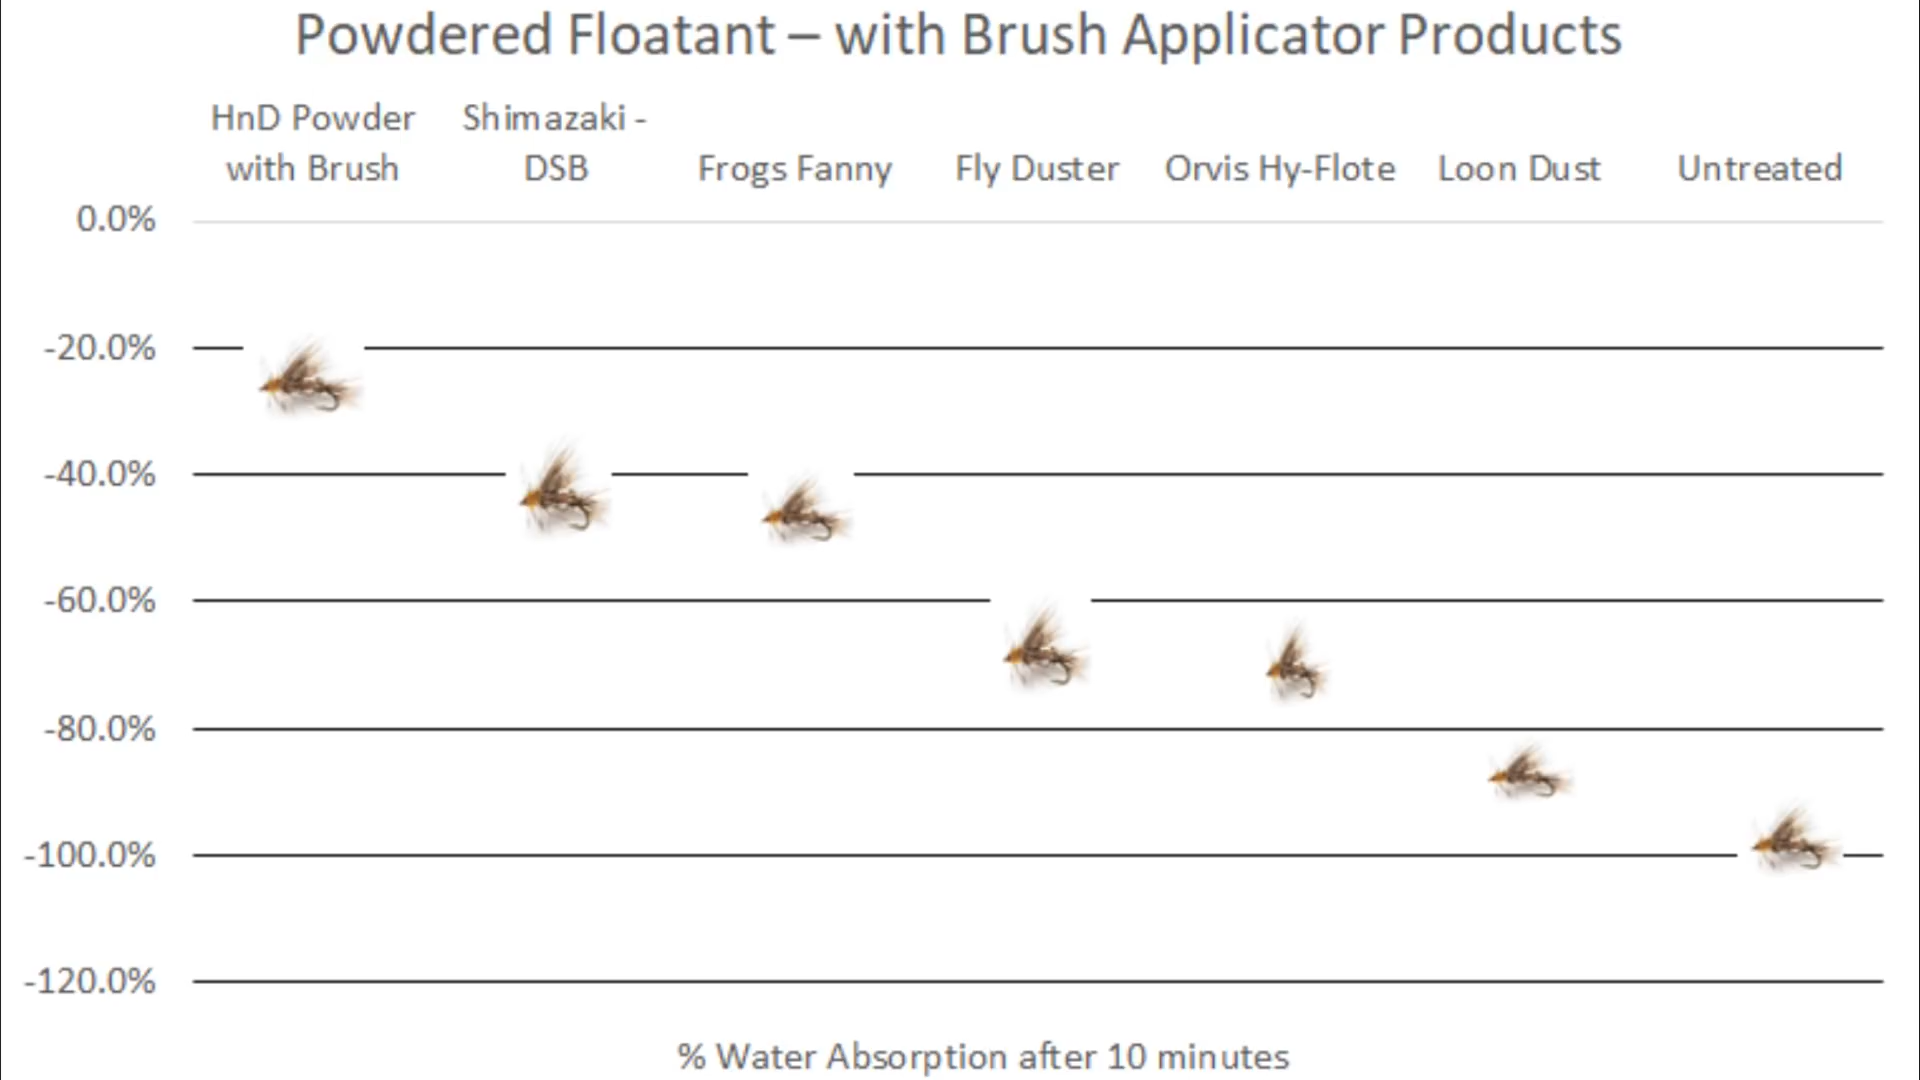 Powdered Floatant – with Brush Applicator Products
HnD Powder
with Brush
Shimazaki -
DSB
Frogs Fanny
Fly Duster
Orvis Hy-Flote
Loon Dust
Untreated
0.0%
-20.0%
-40.0%
-60.0%
-80.0%
-100.0%
-120.0%
% Water Absorption after 10 minutes